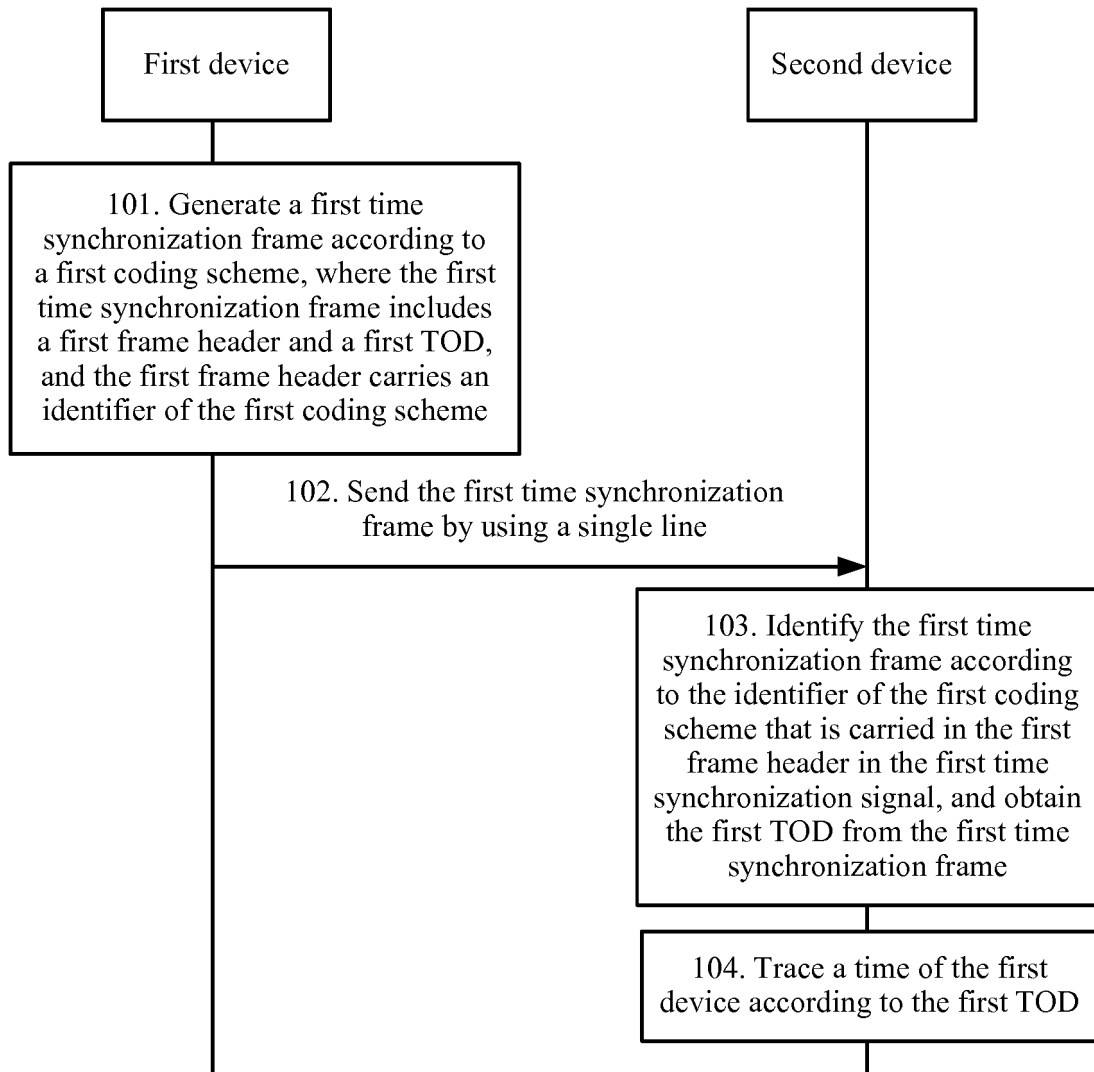 First device
Second device
101. Generate a first time
synchronization frame according to
a first coding scheme, where the first
time synchronization frame includes
a first frame header and a first TOD,
and the first frame header carries an
identifier of the first coding scheme
102. Send the first time synchronization
frame by using a single line
103. Identify the first time
synchronization frame according
to the identifier of the first coding
scheme that is carried in the first
frame header in the first time
synchronization signal, and obtain
the first TOD from the first time
synchronization frame
104. Trace a time of the first
device according to the first TOD